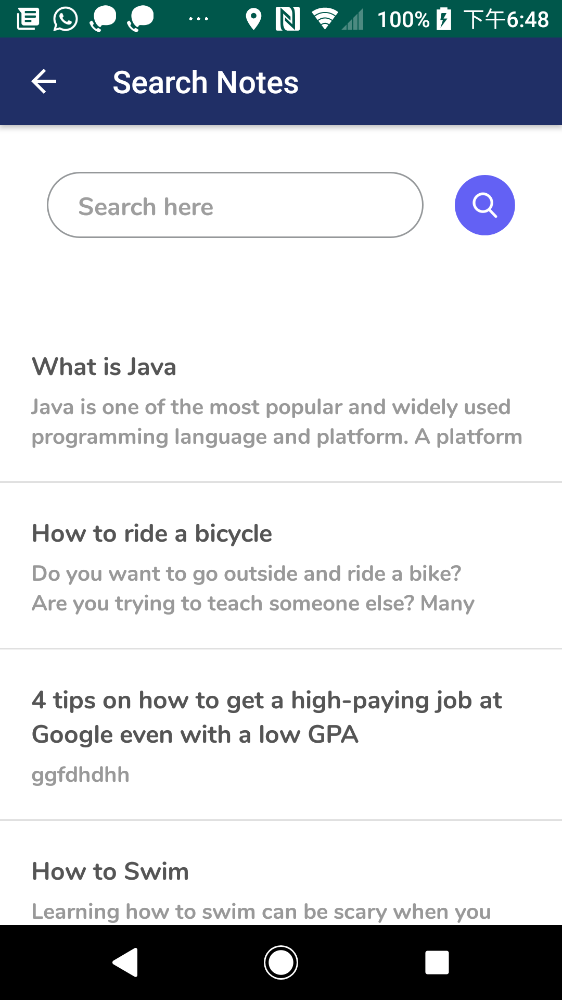 100% 下午6:48
Search Notes
Search here
What is Java
Java is one of the most popular and widely used
programming language and platform. A platform
How to ride a bicycle
Do you want to go outside and ride a bike?
Are you trying to teach someone else? Many
4 tips on how to get a high-paying job at
Google even with a low GPA
ggfdhdhh
How to Swim
Learning how to swim can be scary when you